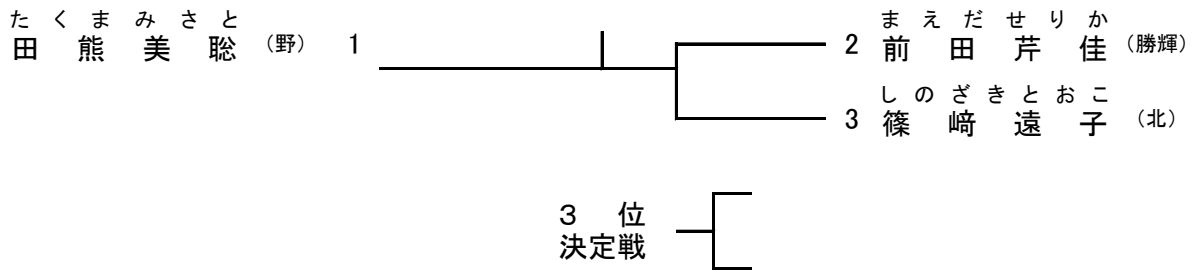 たくまみさと
田熊美聡 （野） 1
まえだせりか
2 前田芹佳 （勝輝）
しのざきとおこ
3 篠﨑遠子 （北）
３位
決定戦